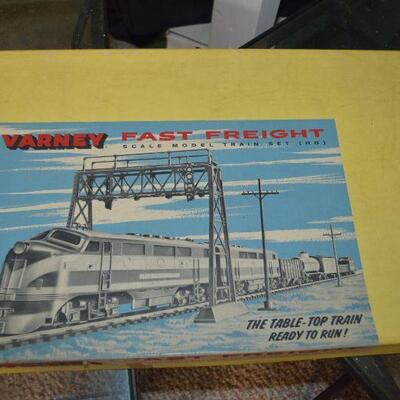 VARNEY FAST FREIGHT
SCALE MODEL TRAIN SET (HO)
THE TABLE-TOP TRAIN
READY TO RUN!